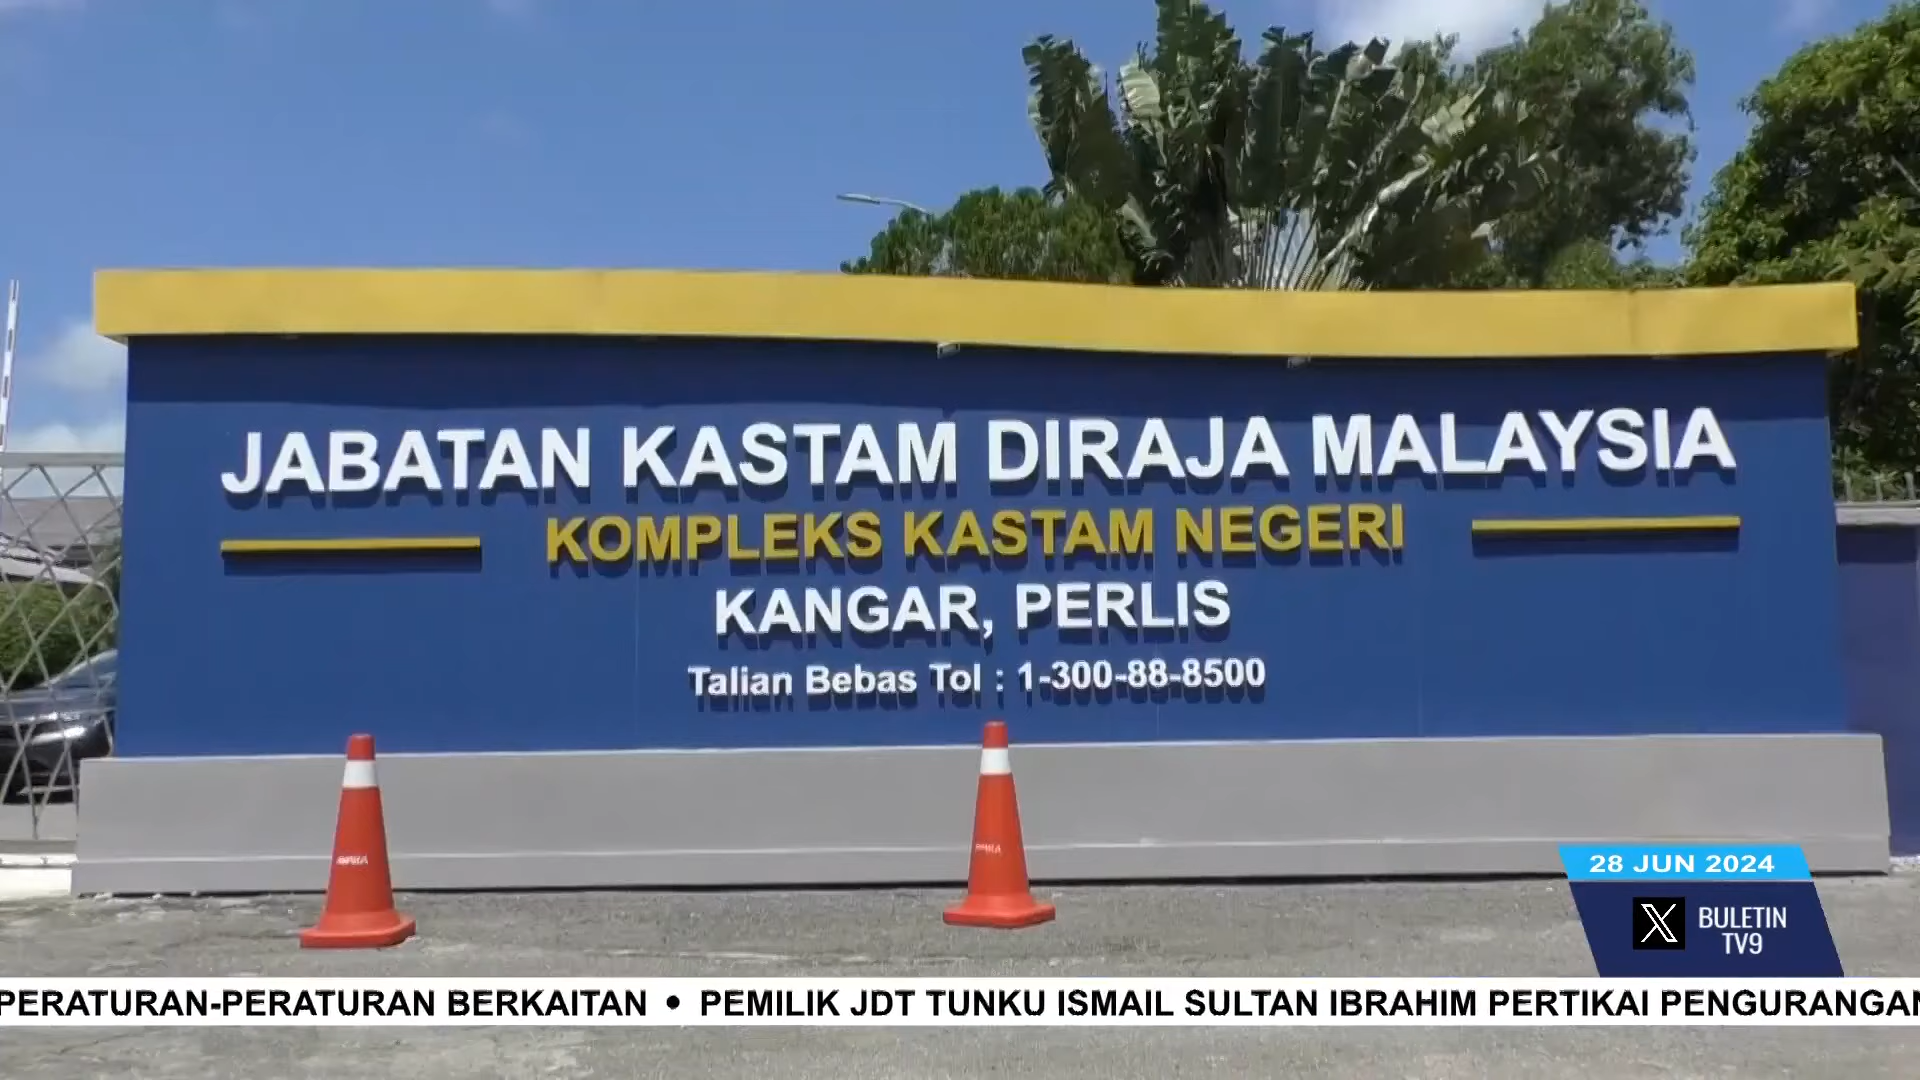 JABATAN KASTAM DIRAJA MALAYSIA
KOMPLEKS KASTAM NEGERI
KANGAR, PERLIS
Talian Bebas Tol : 1-300-88-8500
28 JUN 2024
X BULETIN
TV9
PERATURAN-PERATURAN BERKAITAN • PEMILIK JDT TUNKU ISMAIL SULTAN IBRAHIM PERTIKAI PENGURANGAN